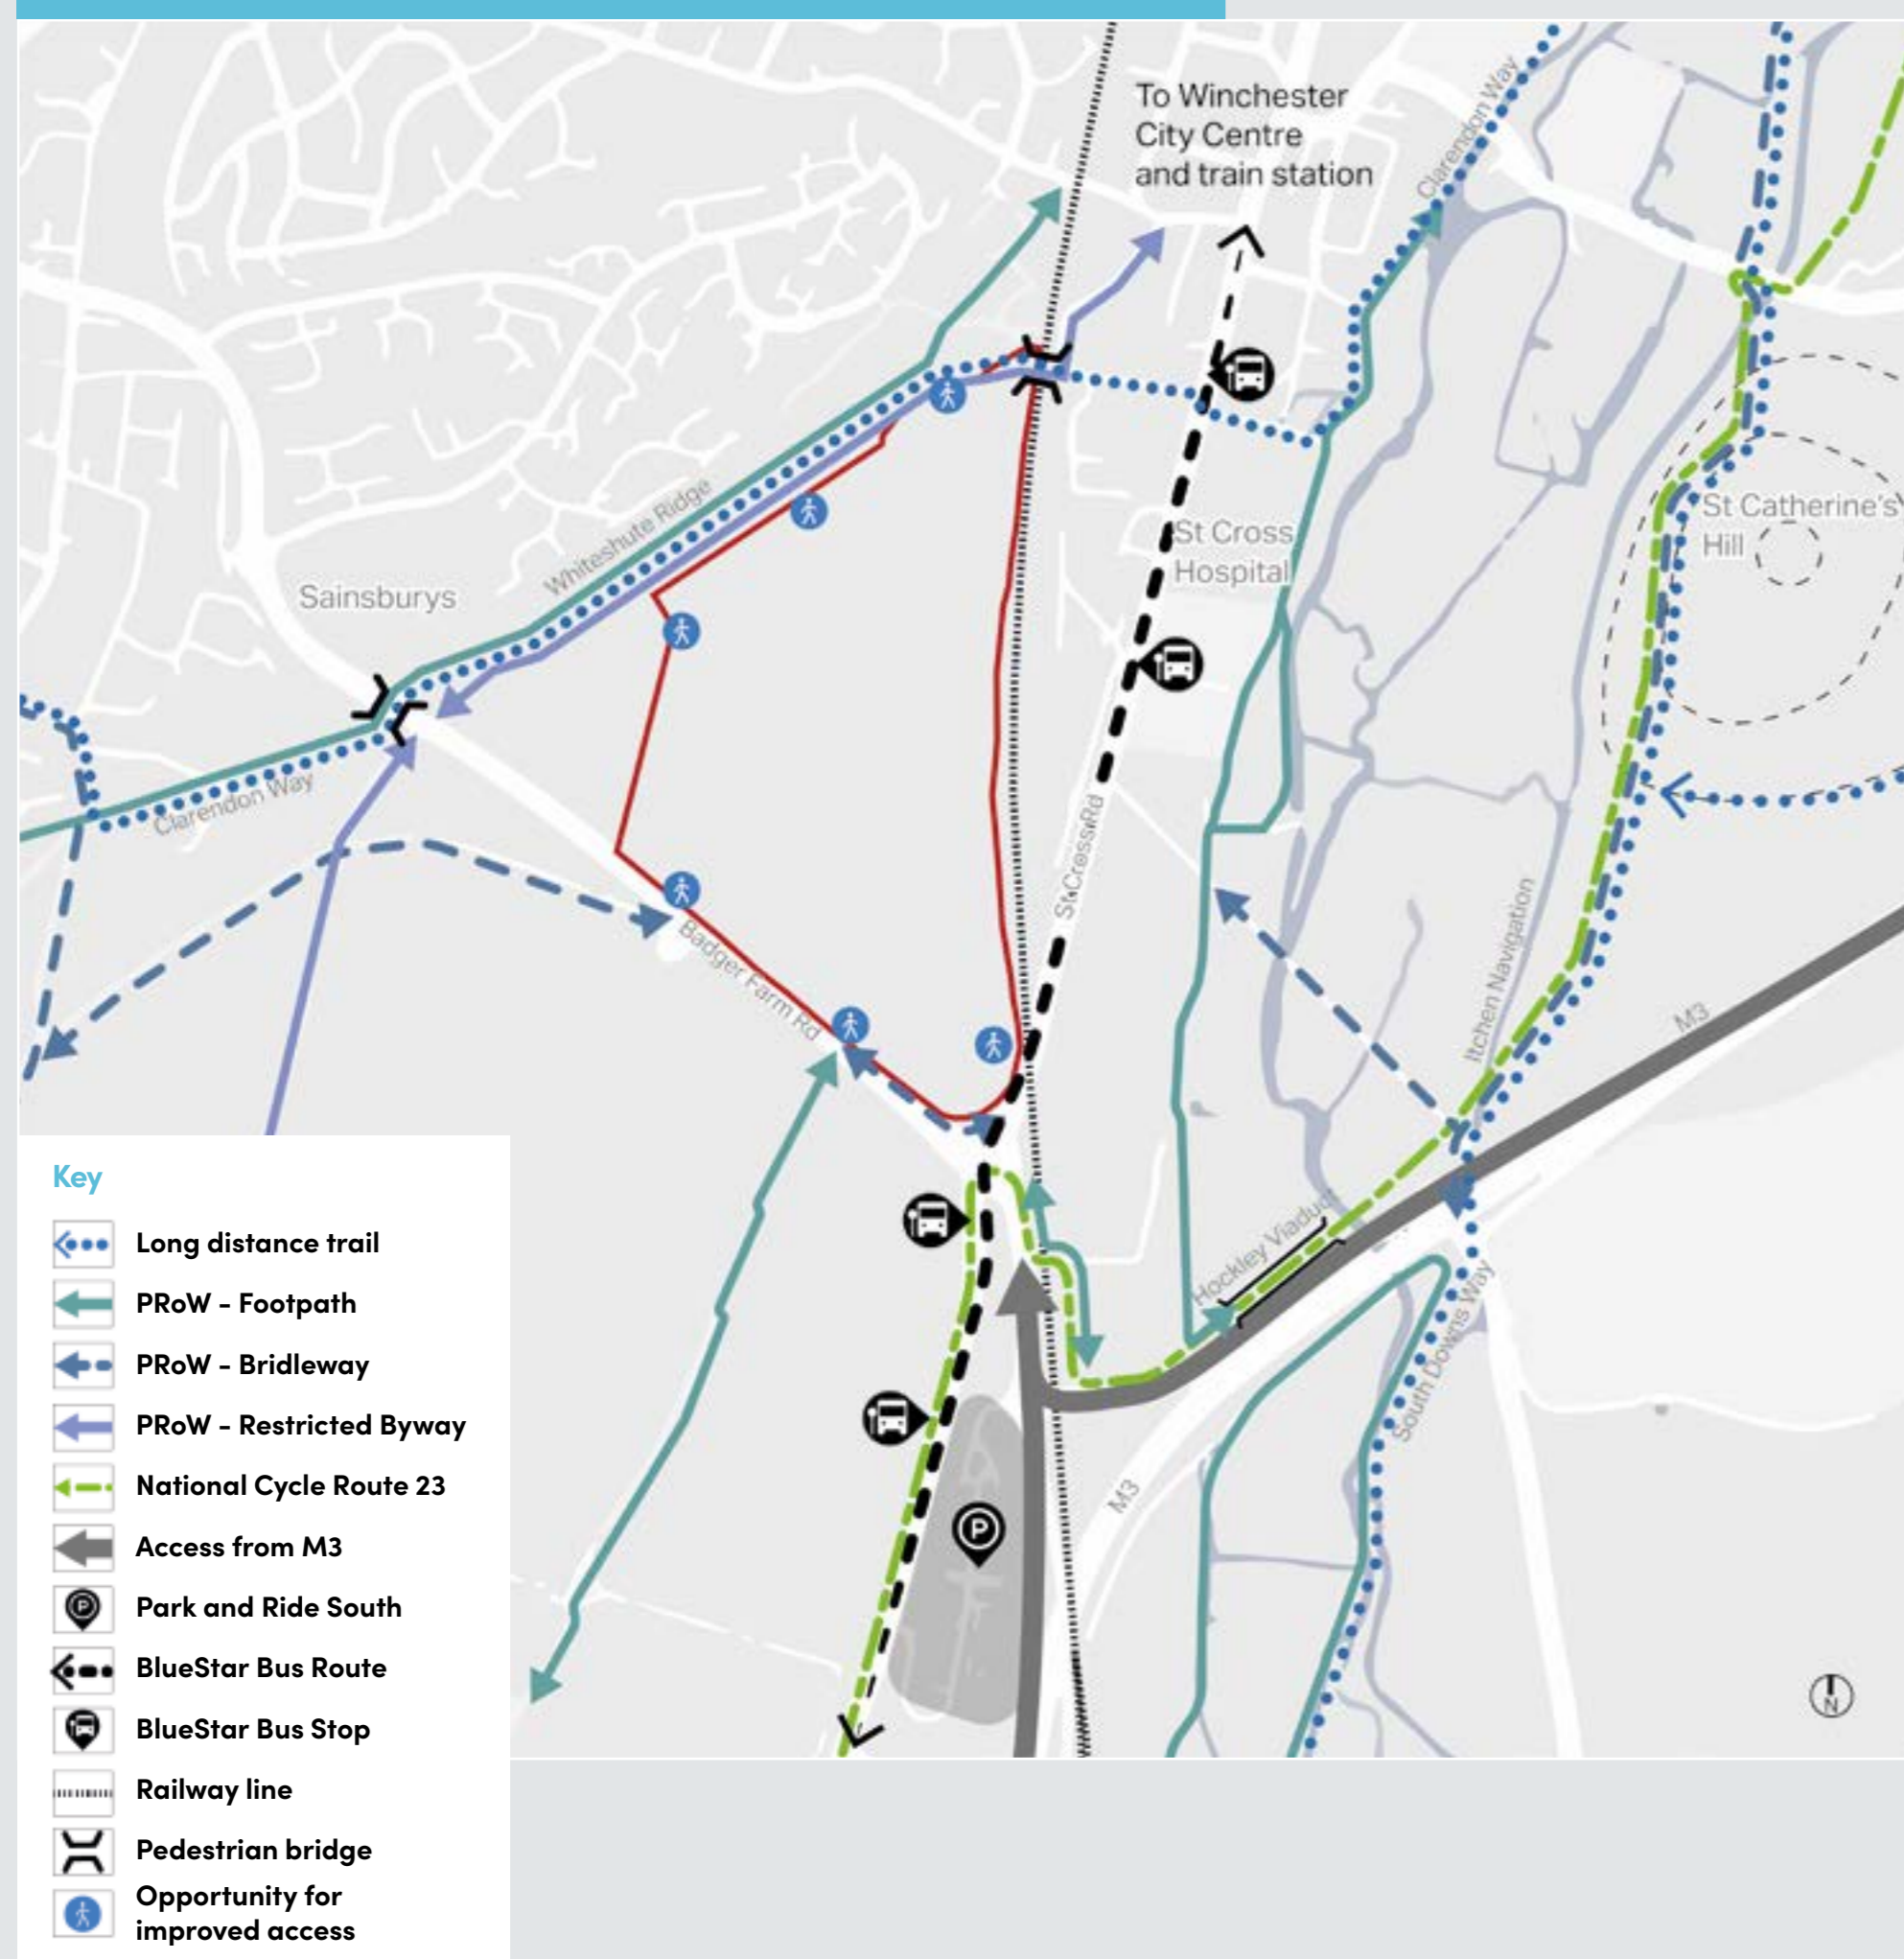 To Winchester
City Centre
and train station
Clarendon Way
St Catherine's
Hill
Whiteshute Ridge
St Cross
Hospital
Sainsburys
Clarendon Way
St Cross Rd
Badger Farm Rd
Itchen Navigation
M3
Hockley Viaduct
South Downs Way
M3
P
N
Key
Long distance trail
PRoW - Footpath
PRoW - Bridleway
PRoW - Restricted Byway
National Cycle Route 23
Access from M3
P
Park and Ride South
BlueStar Bus Route
BlueStar Bus Stop
Railway line
Pedestrian bridge
Opportunity for
improved access